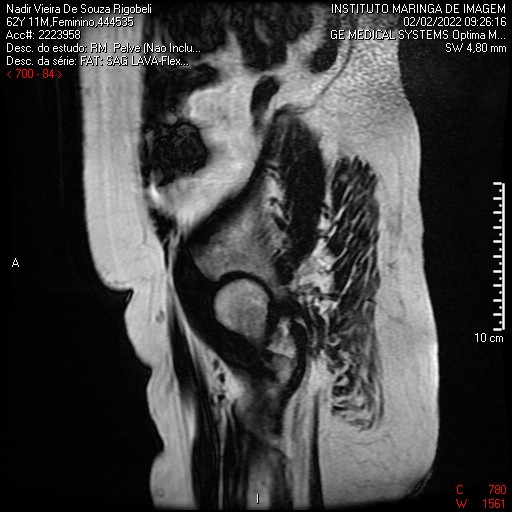 Nadir Vieira De Souza Rigobeli
62Y 11M,Feminino,444535
Acc#: 2223958
Desc. do estudo: RM Pelve (Nao Inclu...
Desc. da série: FAT: SAG LAVA-Flex...
< 700 - 84 >
INSTITUTO MARINGA DE IMAGEM
02/02/2022 09:26:16
GE MEDICAL SYSTEMS Optima M...
SW 4,80 mm
A
10 cm
I
C 780
W 1561